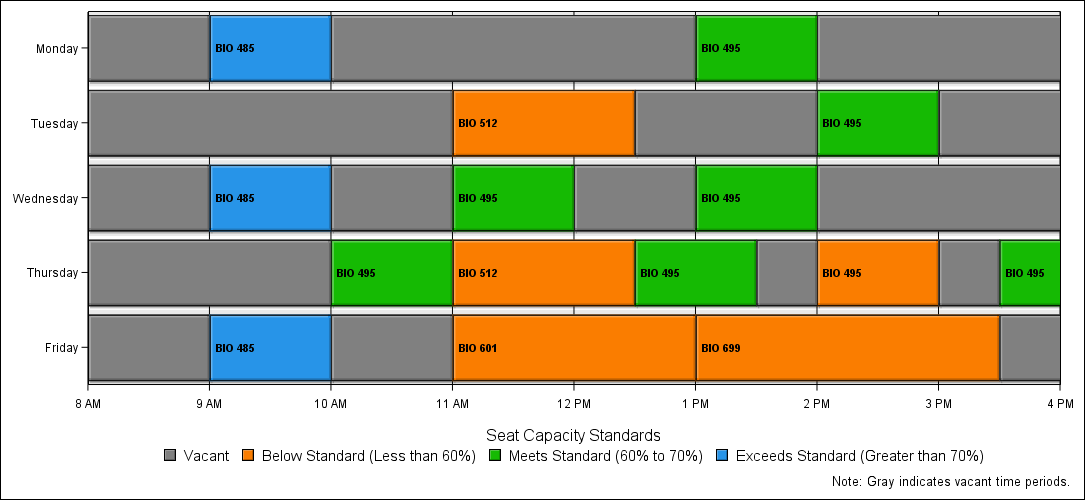 Monday BIO 485 BIO 495
Tuesday BIO 512 BIO 495
Wednesday BIO 485 BIO 495 BIO 495
Thursday BIO 495 BIO 512 BIO 495 BIO 495 BIO 495
Friday BIO 485 BIO 601 BIO 699
8 AM 9 AM 10 AM 11 AM 12 PM 1 PM 2 PM 3 PM 4 PM
Seat Capacity Standards
Vacant Below Standard (Less than 60%) Meets Standard (60% to 70%) Exceeds Standard (Greater than 70%)
Note: Gray indicates vacant time periods.